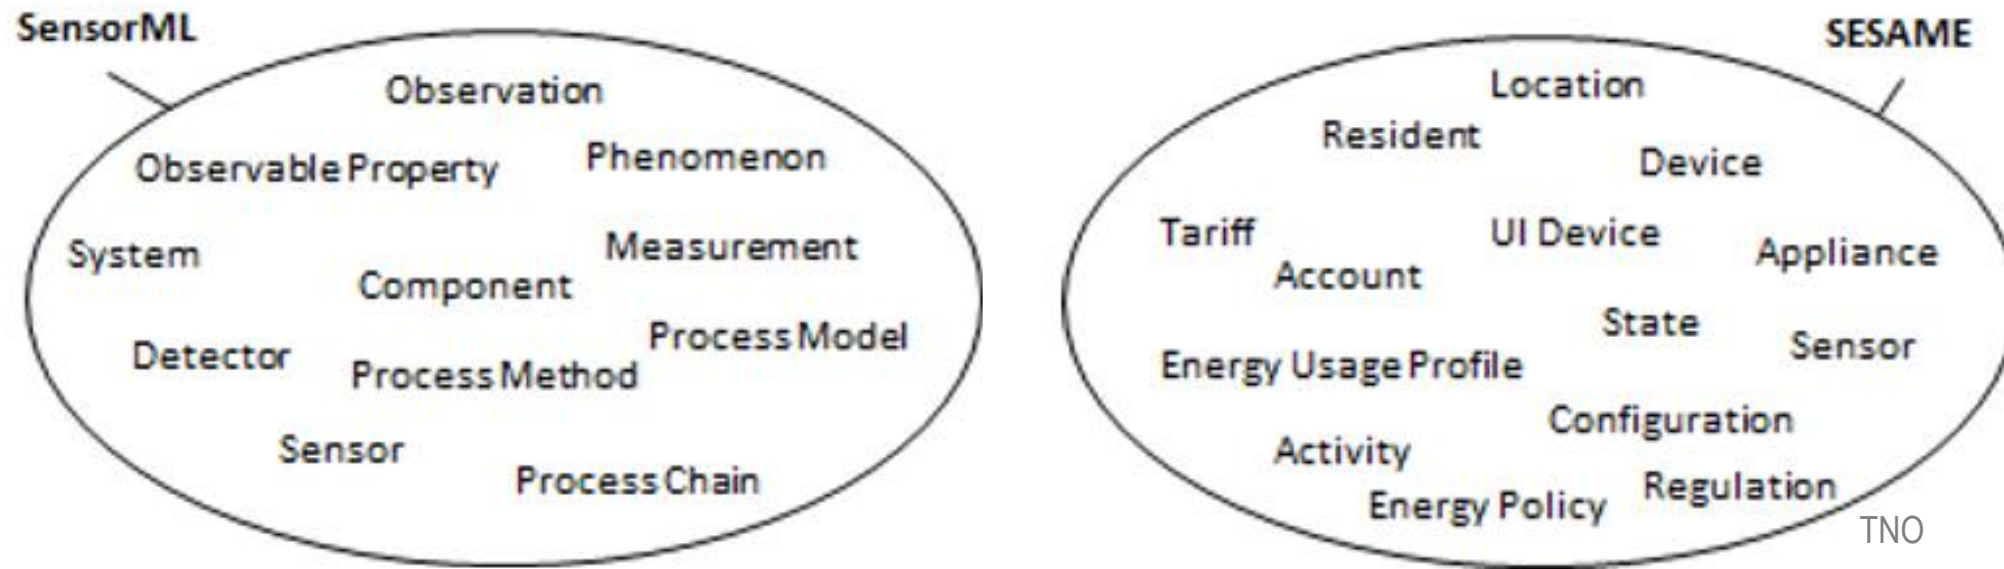 SensorML
Observation
Observable Property
Phenomenon
System
Measurement
Component
Process Model
Detector
Process Method
Sensor
Process Chain
SESAME
Location
Resident
Device
Tariff
UI Device
Appliance
Account
State
Sensor
Energy Usage Profile
Configuration
Activity
Regulation
Energy Policy
TNO